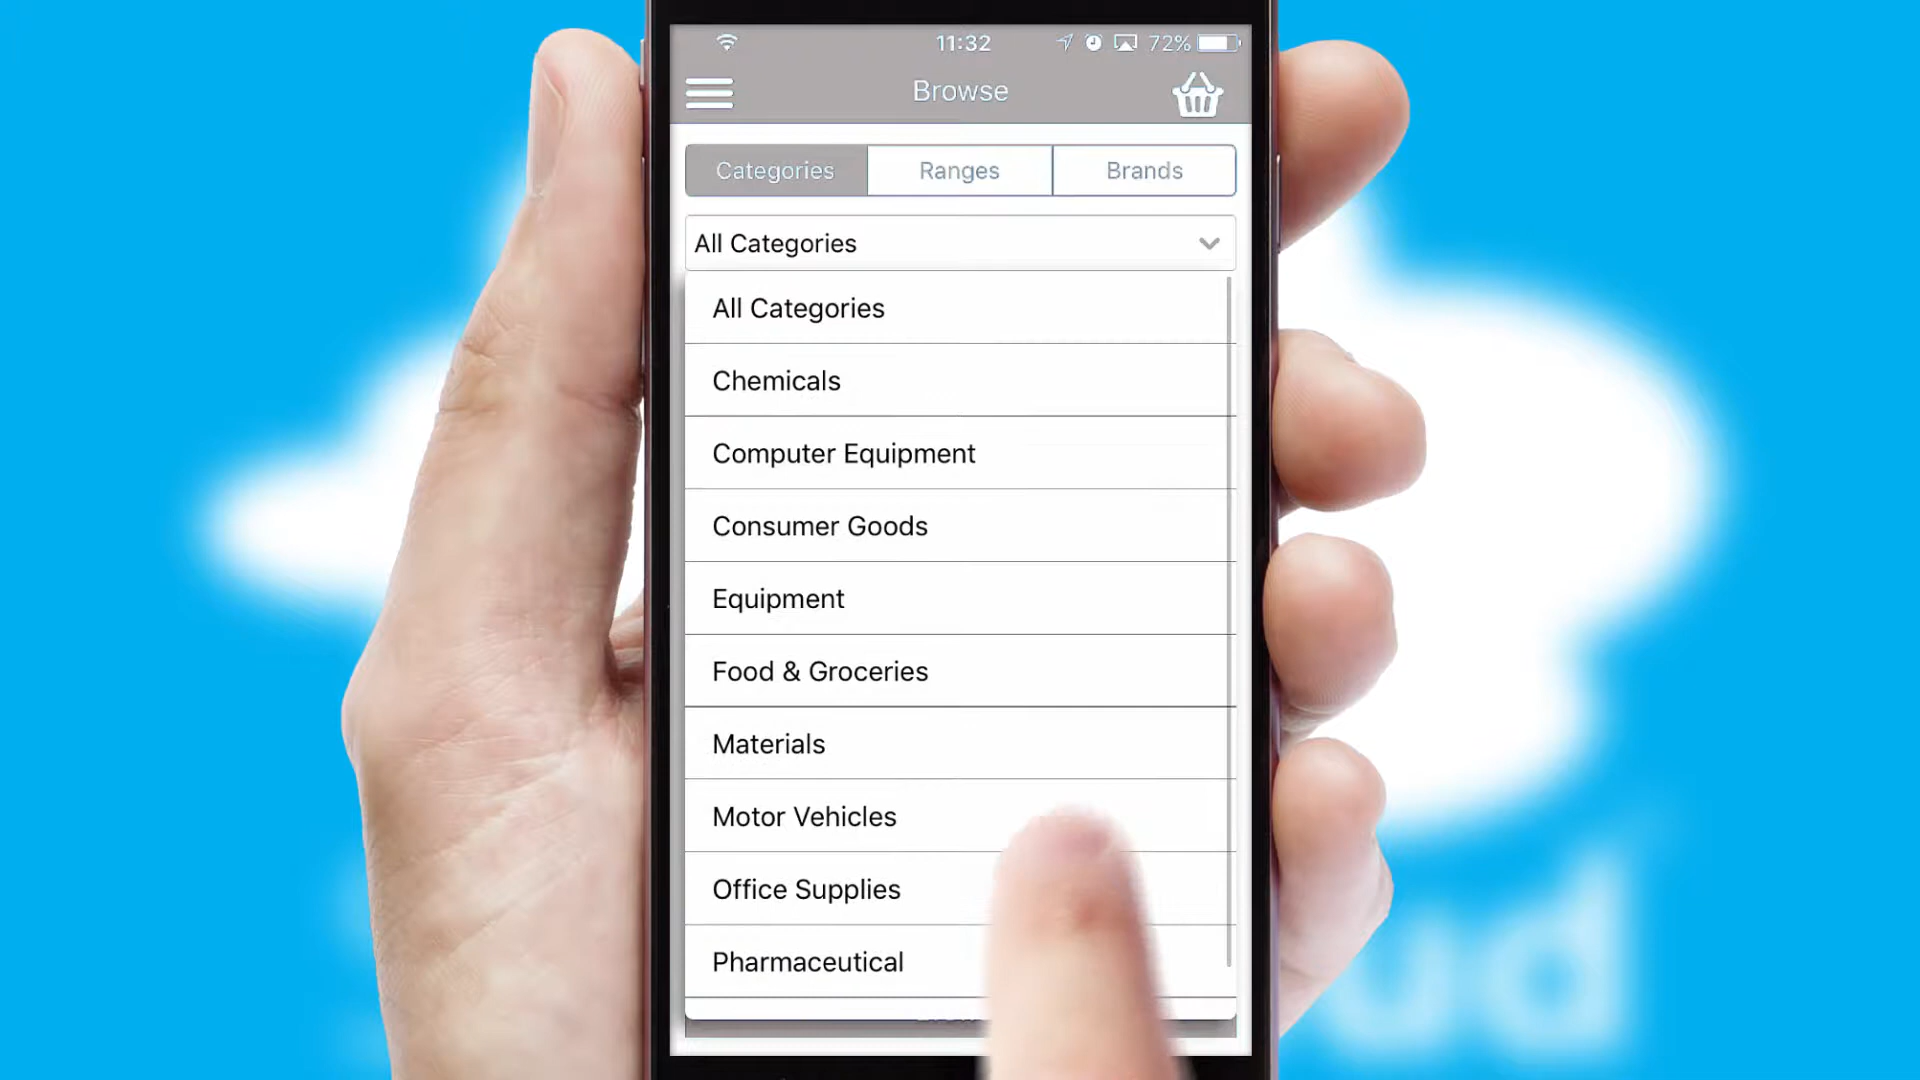 11:32
72%
Browse
Categories Ranges Brands
All Categories
All Categories
Chemicals
Computer Equipment
Consumer Goods
Equipment
Food & Groceries
Materials
Motor Vehicles
Office Supplies
Pharmaceutical